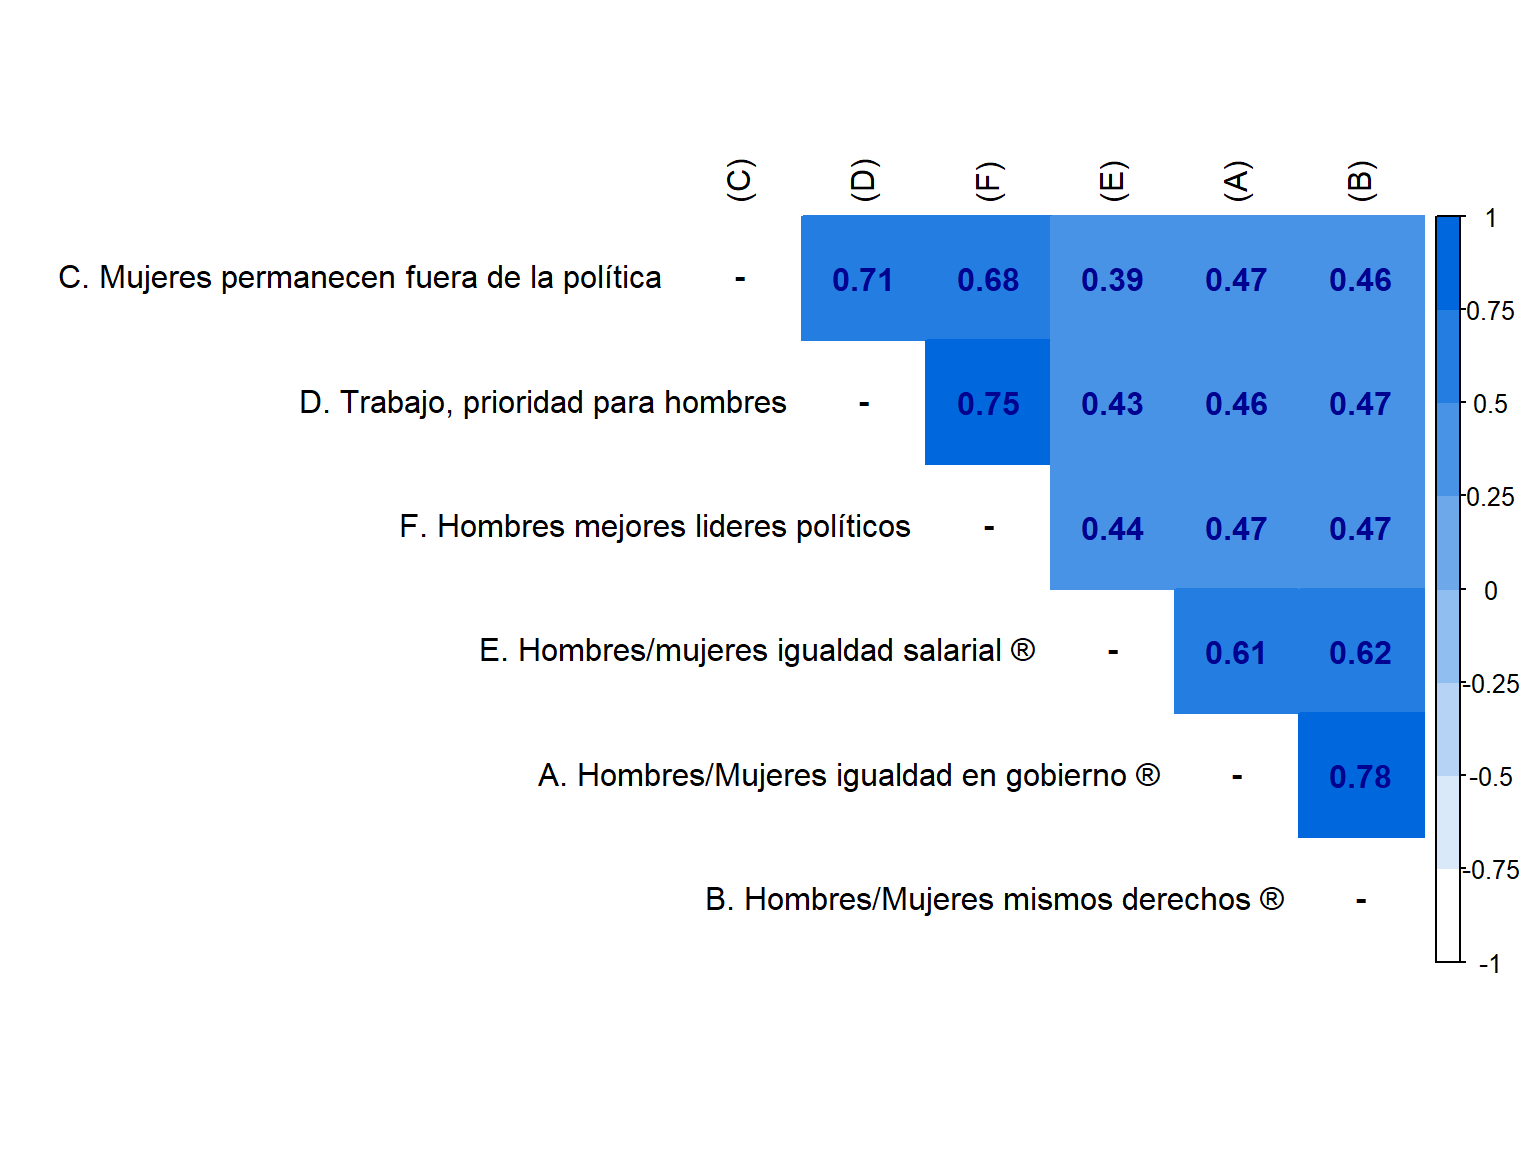 (C) (D) (F) (E) (A) (B)
C. Mujeres permanecen fuera de la política - 0.71 0.68 0.39 0.47 0.46
D. Trabajo, prioridad para hombres - 0.75 0.43 0.46 0.47
F. Hombres mejores lideres políticos - 0.44 0.47 0.47
E. Hombres/mujeres igualdad salarial ® - 0.61 0.62
A. Hombres/Mujeres igualdad en gobierno ® - 0.78
B. Hombres/Mujeres mismos derechos ® -
1
0.75
0.5
0.25
0
-0.25
-0.5
-0.75
-1